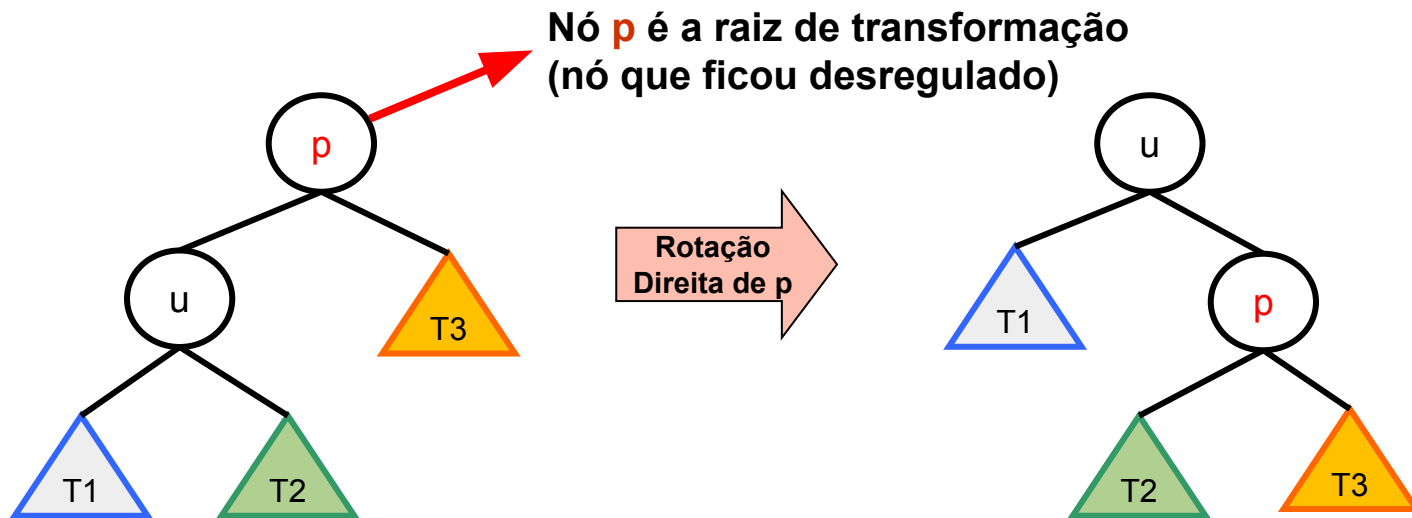 Nó p é a raiz de transformação
(nó que ficou desregulado)
p
u
T3
T1
T2
Rotação
Direita de p
u
T1
p
T2
T3